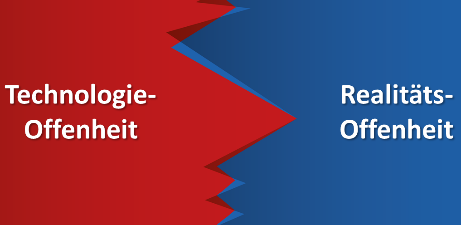 Technologie-
Offenheit
Realitäts-
Offenheit